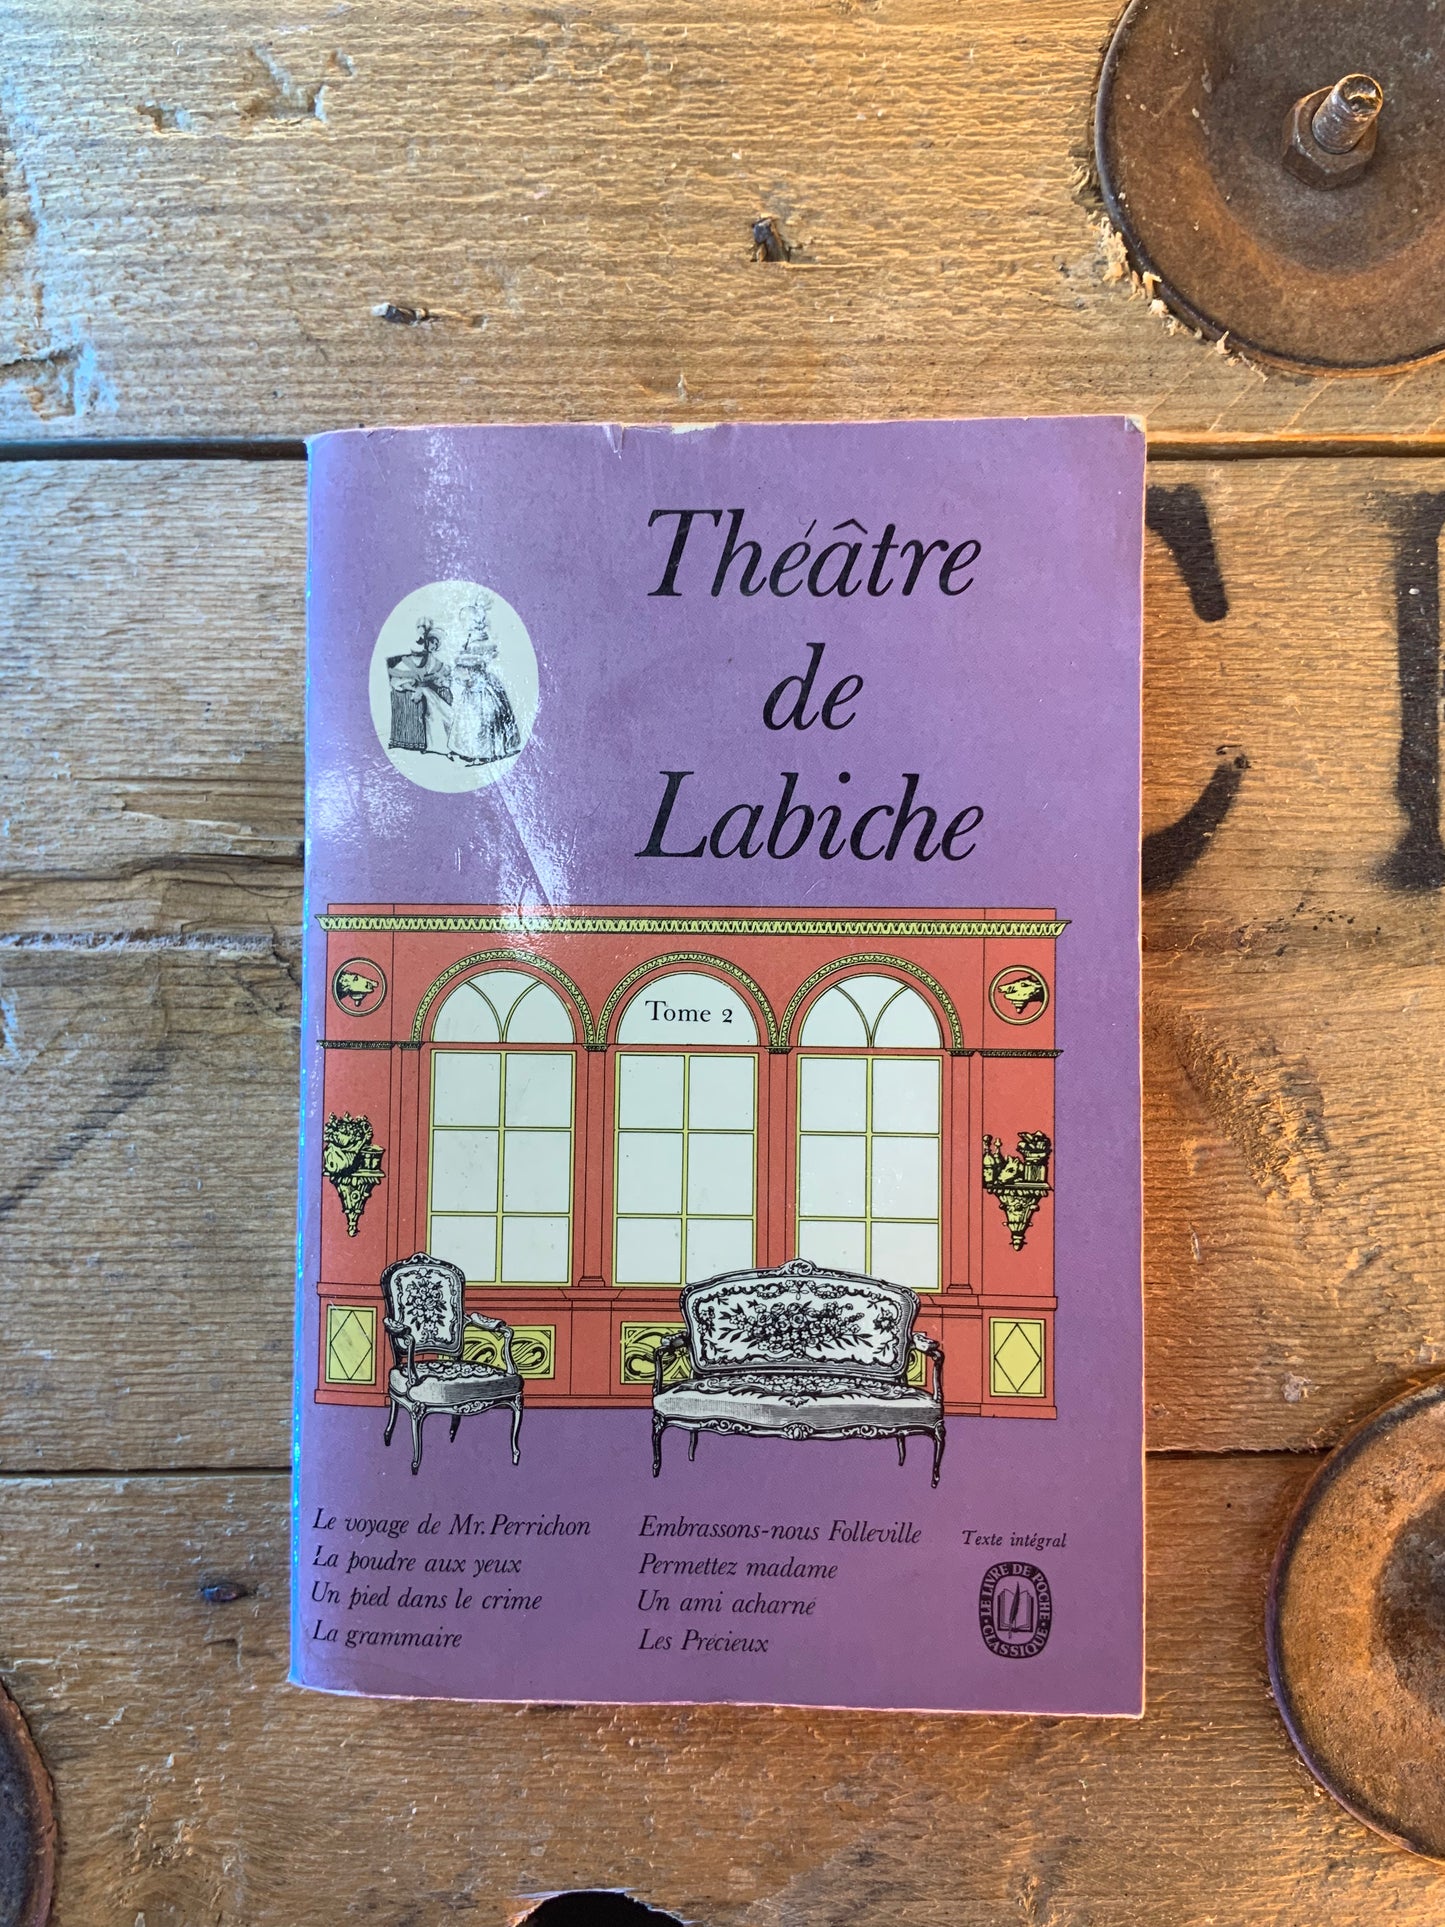 Théâtre
de
Labiche
Tome 2
Le voyage de Mr. Perrichon
La poudre aux yeux
Un pied dans le crime
La grammaire
Embrassons-nous Folleville
Permettez madame
Un ami acharné
Les Précieux
Texte intégral
LE LIVRE DE POCHE
CLASSIQUE